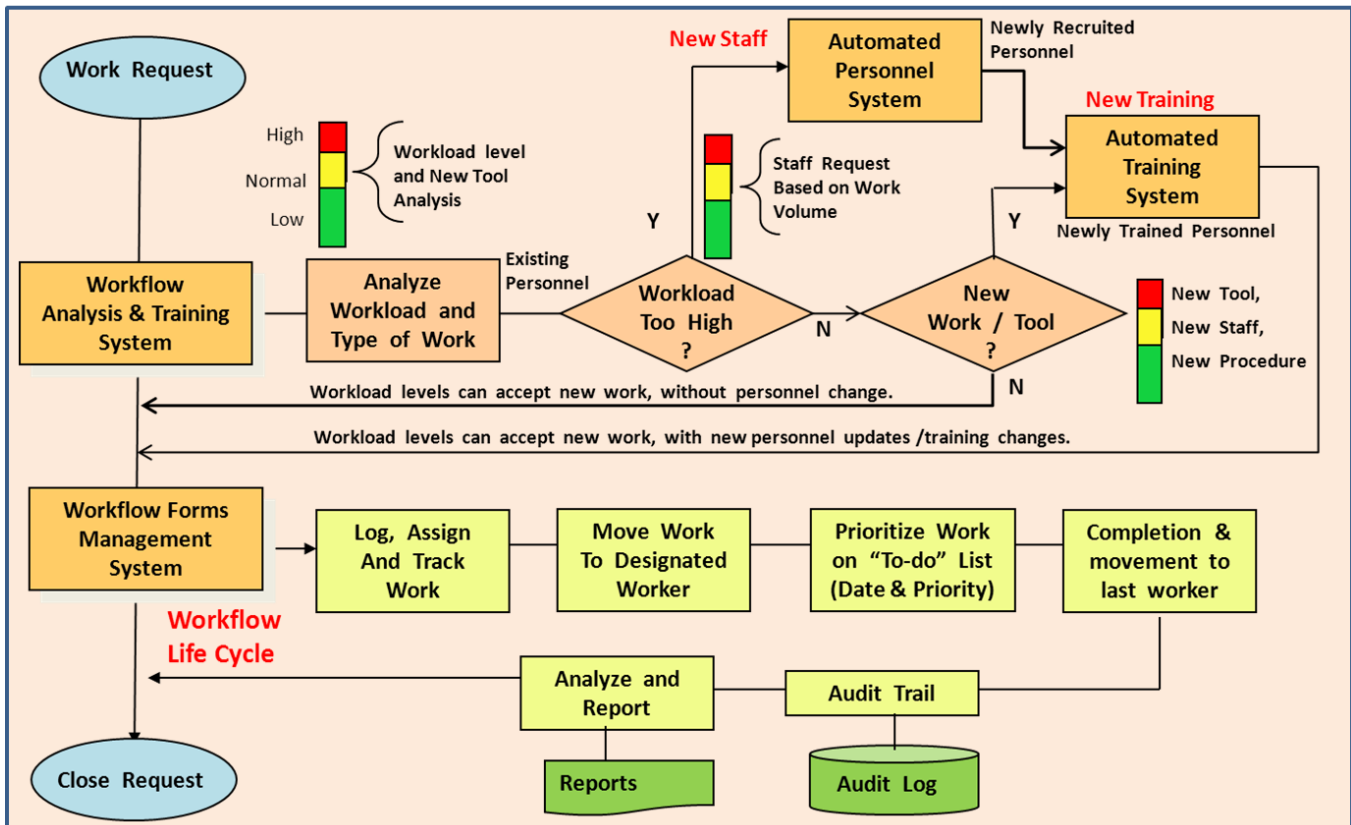 Work Request
High
Normal
Low
Workload level
and New Tool
Analysis
New Staff
Automated
Personnel
System
Newly Recruited
Personnel
New Training
Automated
Training
System
Newly Trained Personnel
Staff Request
Based on Work
Volume
Y
Y
Workflow
Analysis & Training
System
Analyze
Workload and
Type of Work
Existing
Personnel
Workload
Too High
?
N
New
Work / Tool
?
N
New Tool,
New Staff,
New Procedure
Workload levels can accept new work, without personnel change.
Workload levels can accept new work, with new personnel updates /training changes.
Workflow Forms
Management
System
Log, Assign
And Track
Work
Move Work
To Designated
Worker
Prioritize Work
on “To-do” List
(Date & Priority)
Completion &
movement to
last worker
Workflow
Life Cycle
Analyze and
Report
Audit Trail
Close Request
Reports
Audit Log